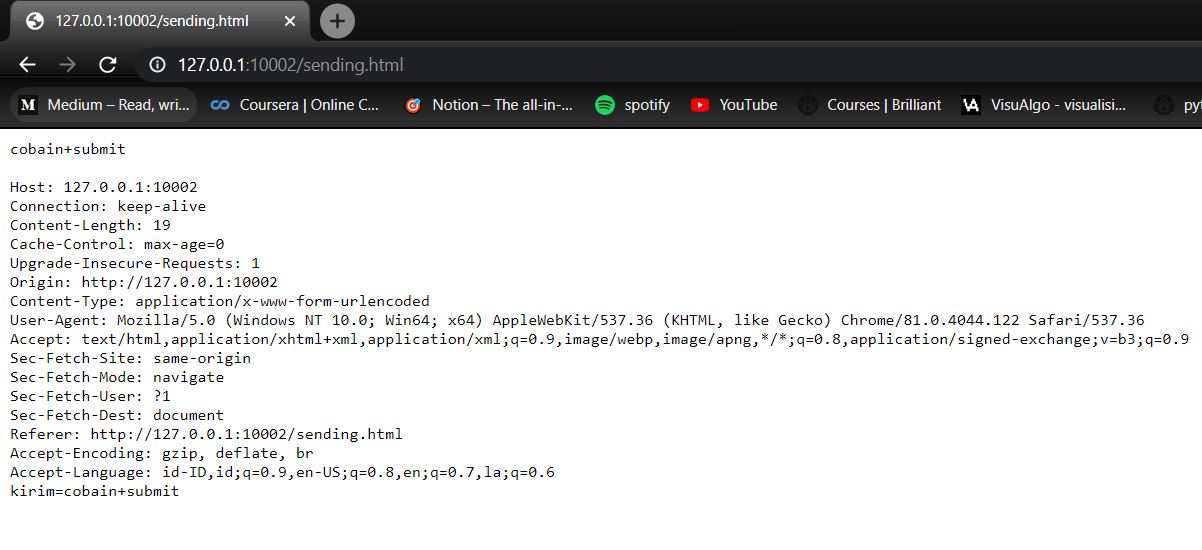 127.0.0.1:10002/sending.html
127.0.0.1:10002/sending.html
Medium – Read, wri... Coursera | Online C... Notion – The all-in-... spotify YouTube Courses | Brilliant VisuAlgo - visualisi... pyt
cobain+submit
Host: 127.0.0.1:10002
Connection: keep-alive
Content-Length: 19
Cache-Control: max-age=0
Upgrade-Insecure-Requests: 1
Origin: http://127.0.0.1:10002
Content-Type: application/x-www-form-urlencoded
User-Agent: Mozilla/5.0 (Windows NT 10.0; Win64; x64) AppleWebKit/537.36 (KHTML, like Gecko) Chrome/81.0.4044.122 Safari/537.36
Accept: text/html,application/xhtml+xml,application/xml;q=0.9,image/webp,image/apng,*/*;q=0.8,application/signed-exchange;v=b3;q=0.9
Sec-Fetch-Site: same-origin
Sec-Fetch-Mode: navigate
Sec-Fetch-User: ?1
Sec-Fetch-Dest: document
Referer: http://127.0.0.1:10002/sending.html
Accept-Encoding: gzip, deflate, br
Accept-Language: id-ID,id;q=0.9,en-US;q=0.8,en;q=0.7,la;q=0.6
kirim=cobain+submit